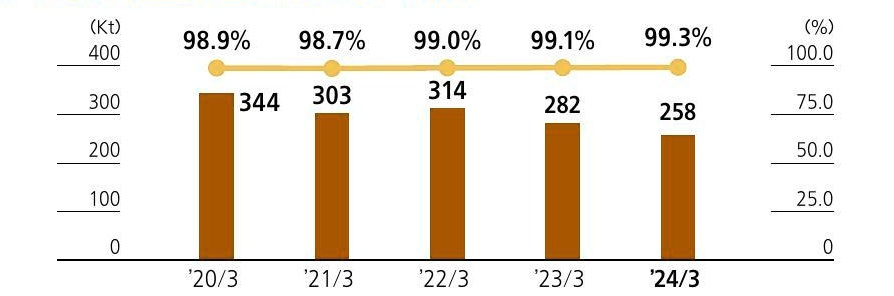 (Kt) (%)
98.9% 98.7% 99.0% 99.1% 99.3%
400 100.0
344 303 314 282 258
300 75.0
200 50.0
100 25.0
0 0
’20/3 ’21/3 ’22/3 ’23/3 ’24/3